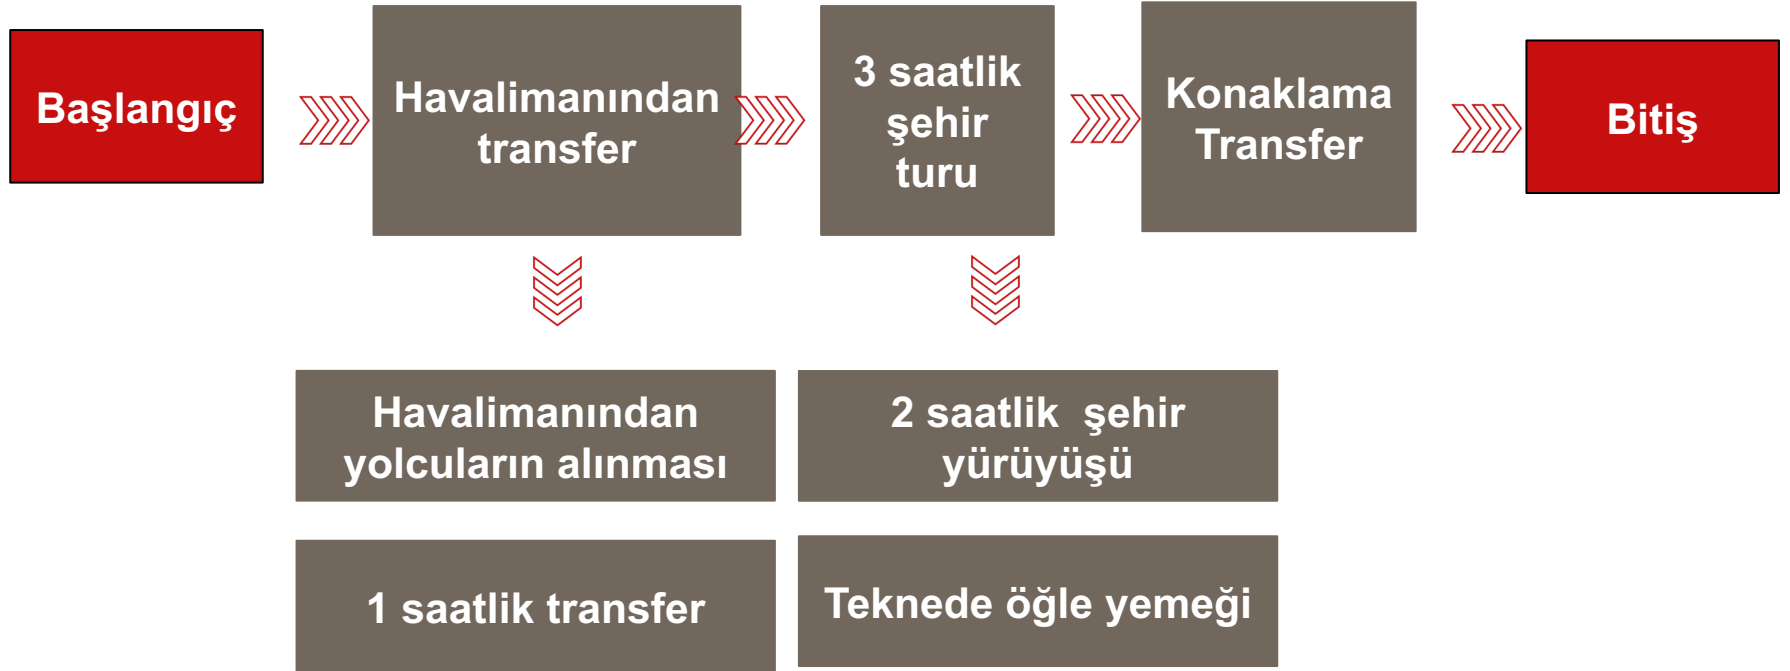 Başlangıç
Havalimanından
transfer
3 saatlik
şehir
turu
Konaklama
Transfer
Bitiş
Havalimanından
yolcuların alınması
2 saatlik  şehir
yürüyüşü
1 saatlik transfer
Teknede öğle yemeği